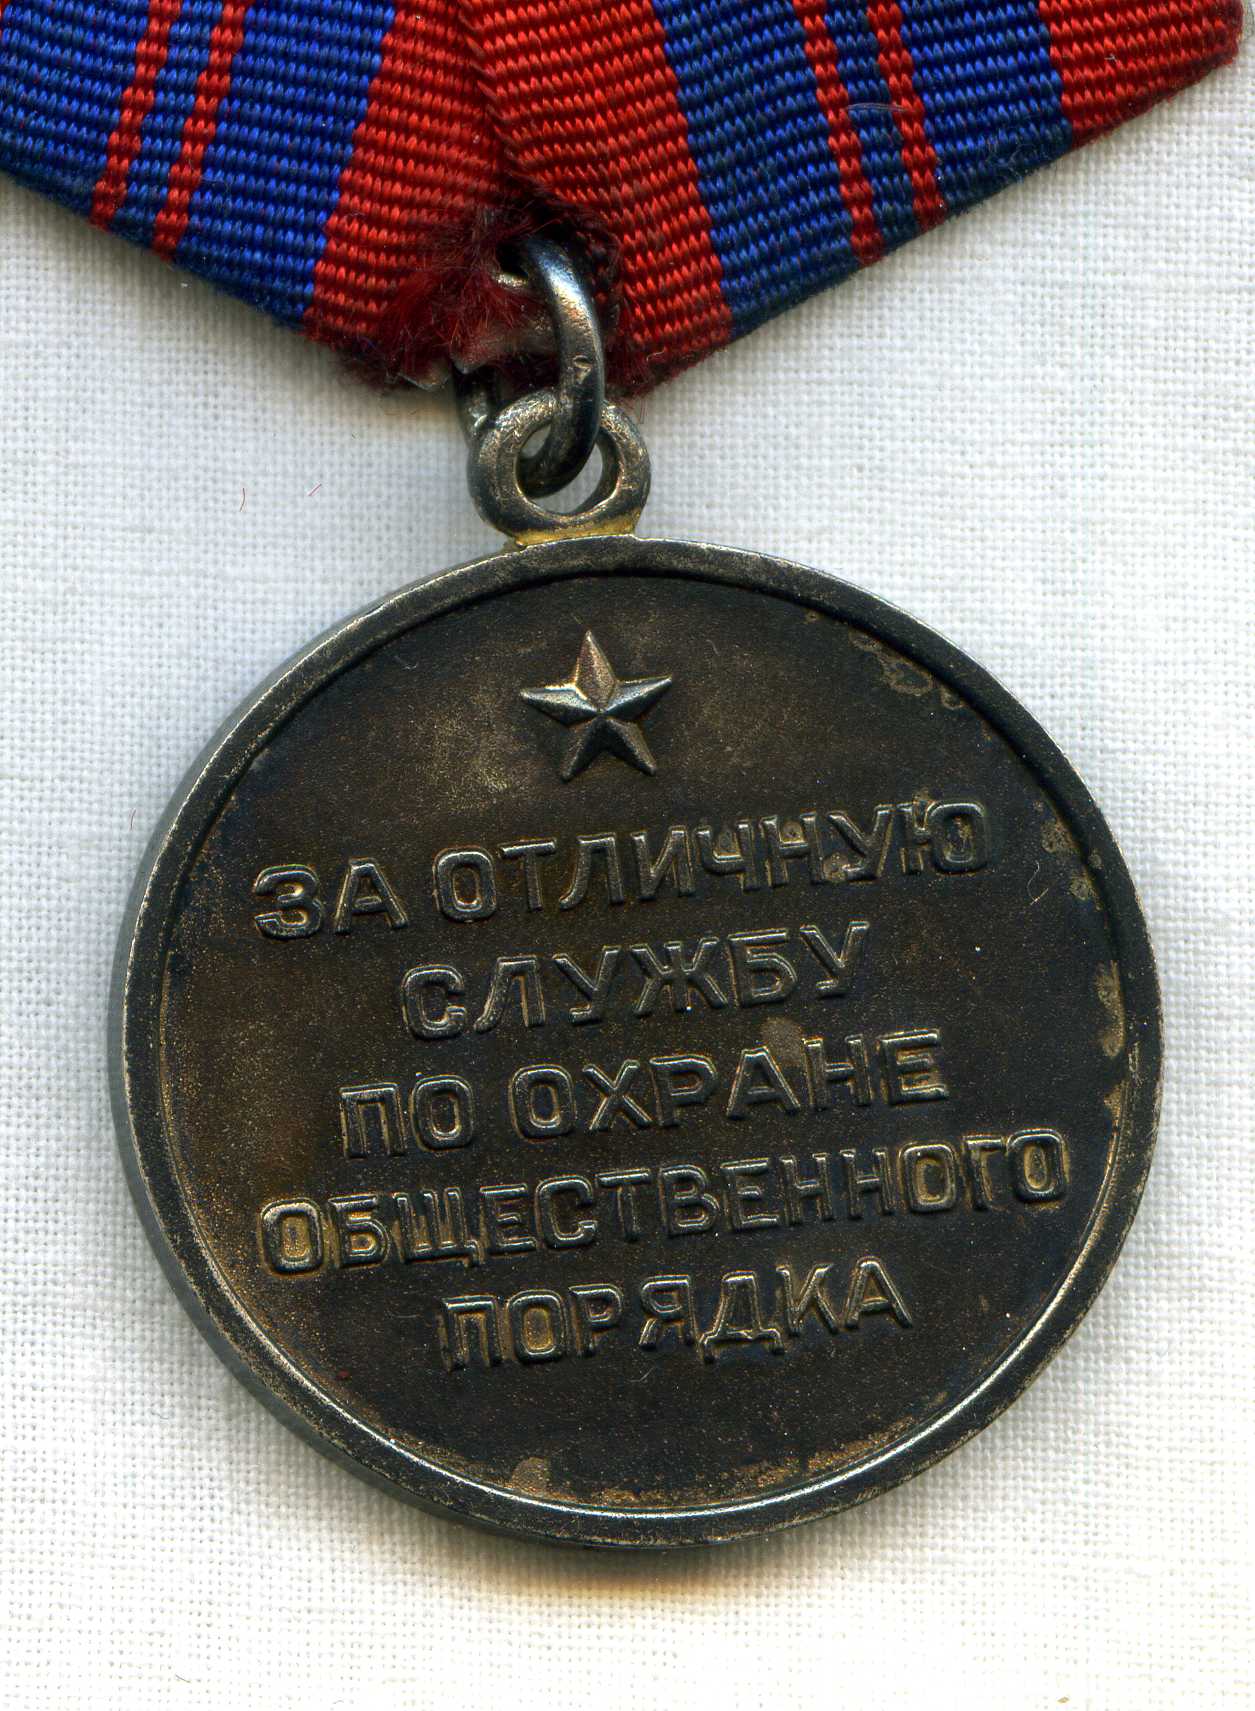 ЗА ОТЛИЧНУЮ
СЛУЖБУ
ПО ОХРАНЕ
ОБЩЕСТВЕННОГО
ПОРЯДКА